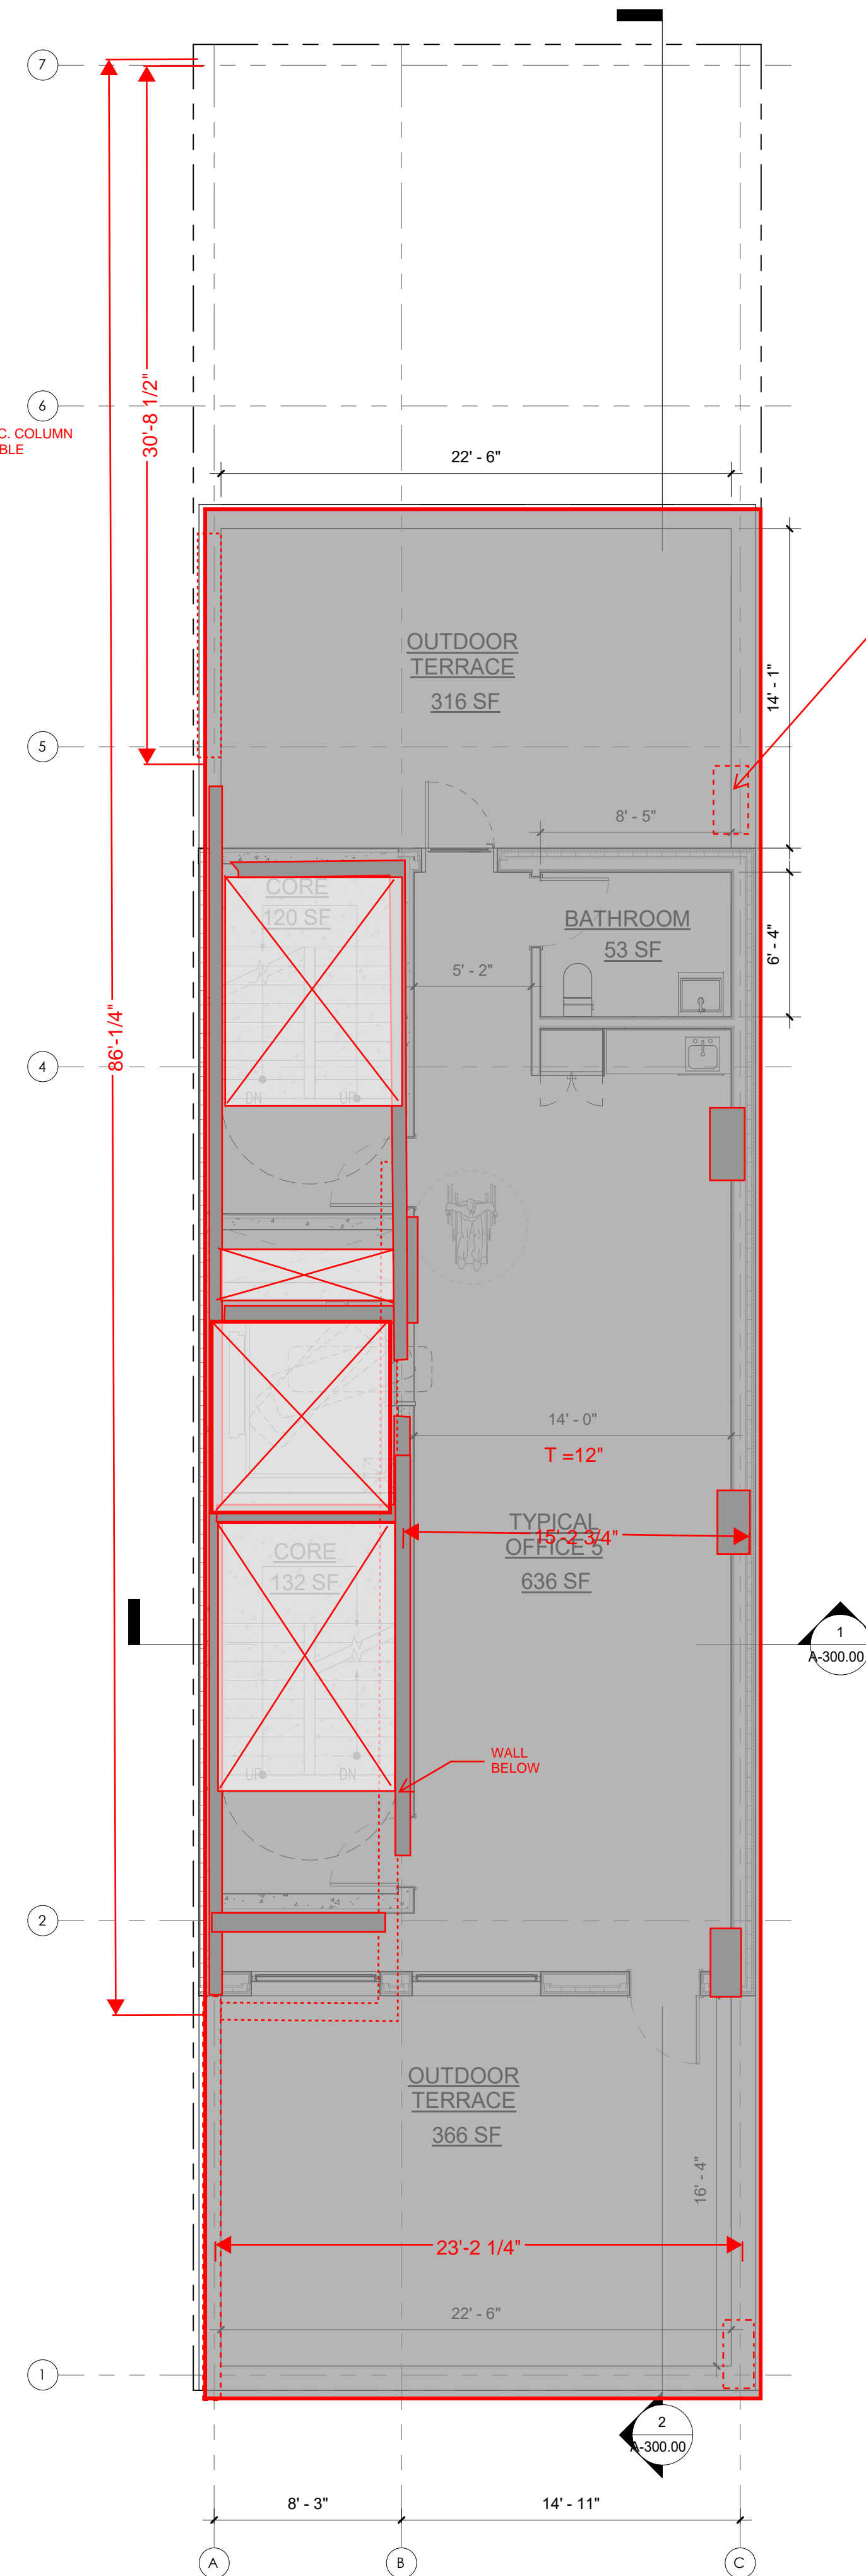 7
30'-8 1/2"
6
C. COLUMN
BLE
22' - 6"
OUTDOOR
TERRACE
316 SF
14' - 1"
5
8' - 5"
CORE
120 SF
BATHROOM
53 SF
5' - 2"
6' - 4"
86'-1/4"
4
DN
UP
14' - 0"
T =12"
TYPICAL
OFFICE 5
15'-2 3/4"
636 SF
CORE
132 SF
1
A-300.00
WALL
BELOW
UP
DN
2
OUTDOOR
TERRACE
366 SF
16' - 4"
23'-2 1/4"
22' - 6"
1
2
A-300.00
8' - 3"
14' - 11"
A
B
C